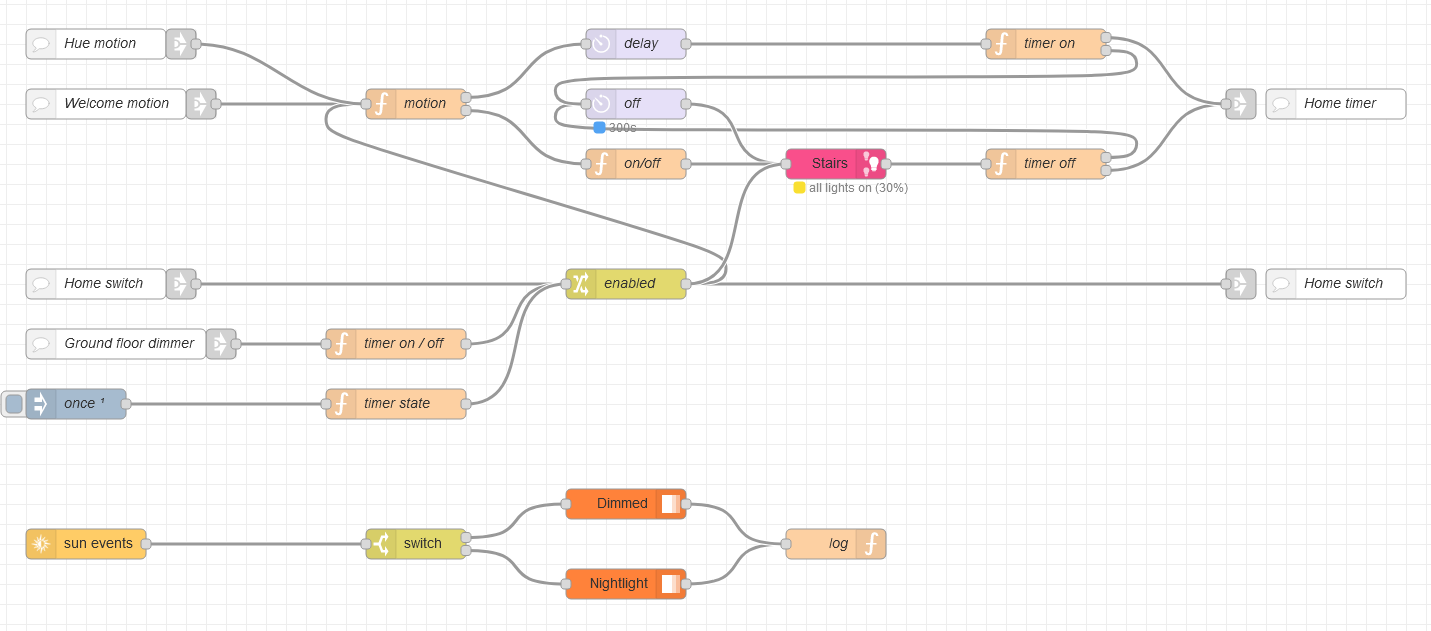 Hue motion
delay
timer on
Welcome motion
motion
off
Home timer
300s
on/off
Stairs
timer off
all lights on (30%)
Home switch
enabled
Home switch
Ground floor dimmer
timer on / off
once ¹
timer state
Dimmed
sun events
switch
log
Nightlight